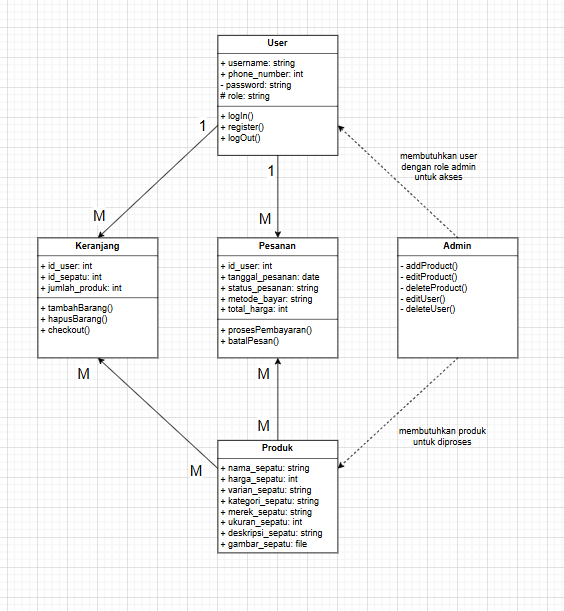 User
+ username: string
+ phone_number: int
- password: string
# role: string
+ logIn()
+ register()
+ logOut()
1
1
membutuhkan user
dengan role admin
untuk akses
M
M
Keranjang
+ id_user: int
+ id_sepatu: int
+ jumlah_produk: int
+ tambahBarang()
+ hapusBarang()
+ checkout()
Pesanan
+ id_user: int
+ tanggal_pesanan: date
+ status_pesanan: string
+ metode_bayar: string
+ total_harga: int
+ prosesPembayaran()
+ batalPesan()
Admin
- addProduct()
- editProduct()
- deleteProduct()
- editUser()
- deleteUser()
M
M
M
M
membutuhkan produk
untuk diproses
Produk
+ nama_sepatu: string
+ harga_sepatu: int
+ varian_sepatu: string
+ kategori_sepatu: string
+ merek_sepatu: string
+ ukuran_sepatu: int
+ deskripsi_sepatu: string
+ gambar_sepatu: file